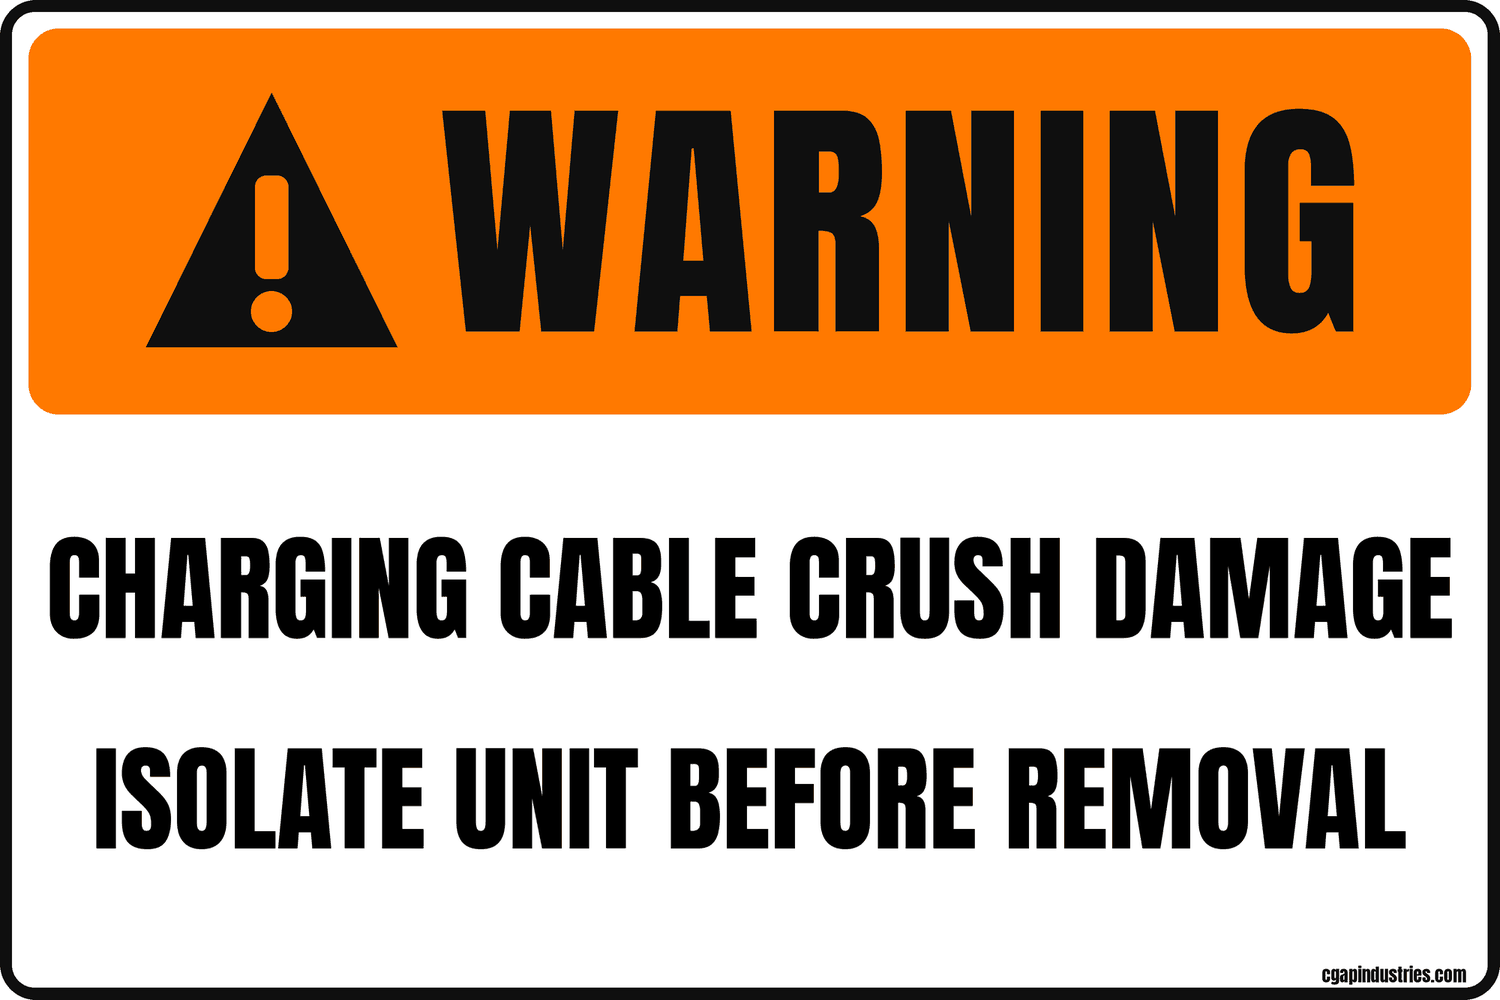 WARNING
CHARGING CABLE CRUSH DAMAGE
ISOLATE UNIT BEFORE REMOVAL
cgapindustries.com